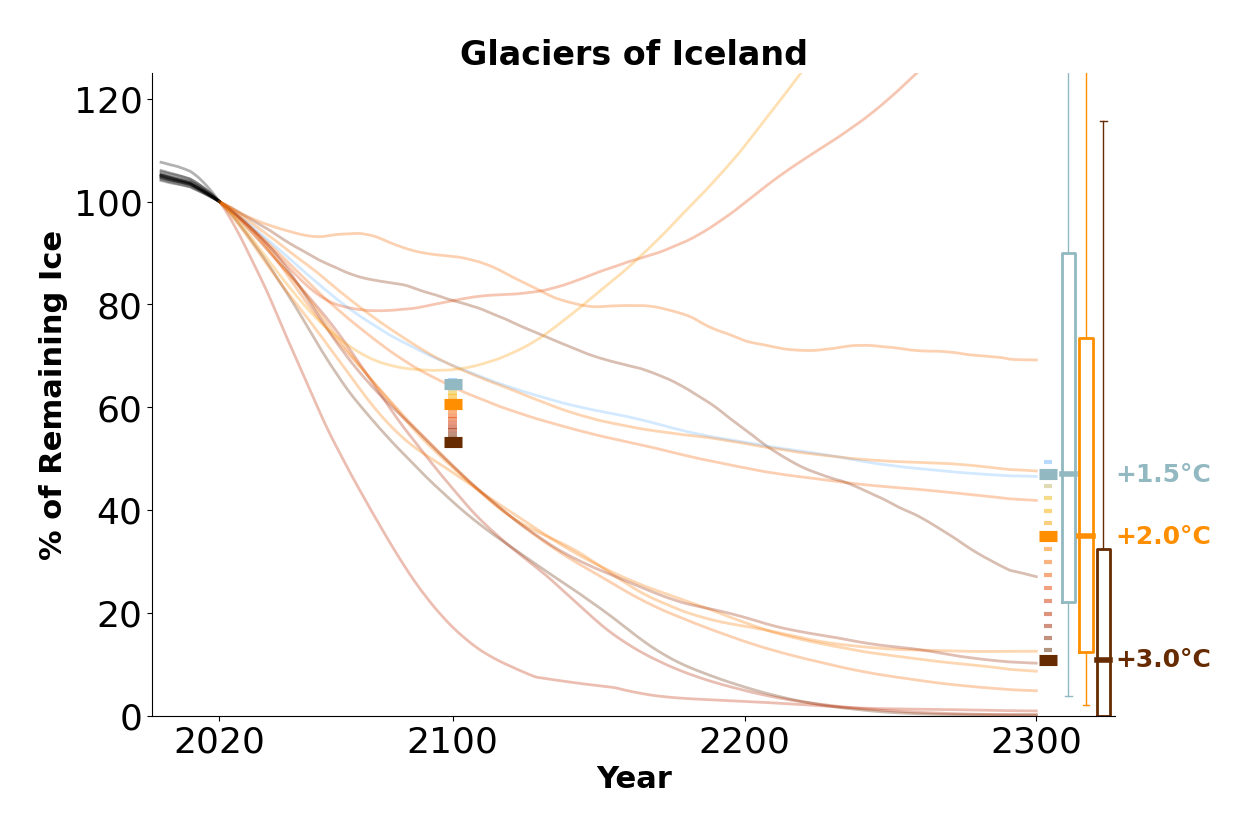 Glaciers of Iceland
% of Remaining Ice
120
100
80
60
40
20
0
2020
2100
2200
2300
Year
+1.5°C
+2.0°C
+3.0°C